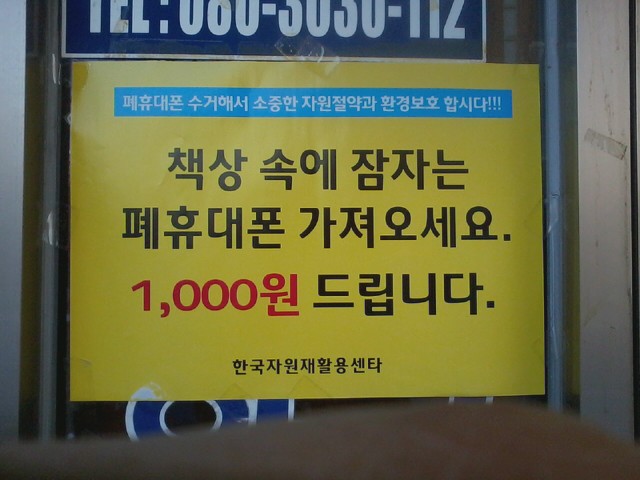 TEL : 080-3030-112
폐휴대폰 수거해서 소중한 자원절약과 환경보호 합시다!!!
책상 속에 잠자는
폐휴대폰 가져오세요.
1,000원 드립니다.
한국자원재활용센타